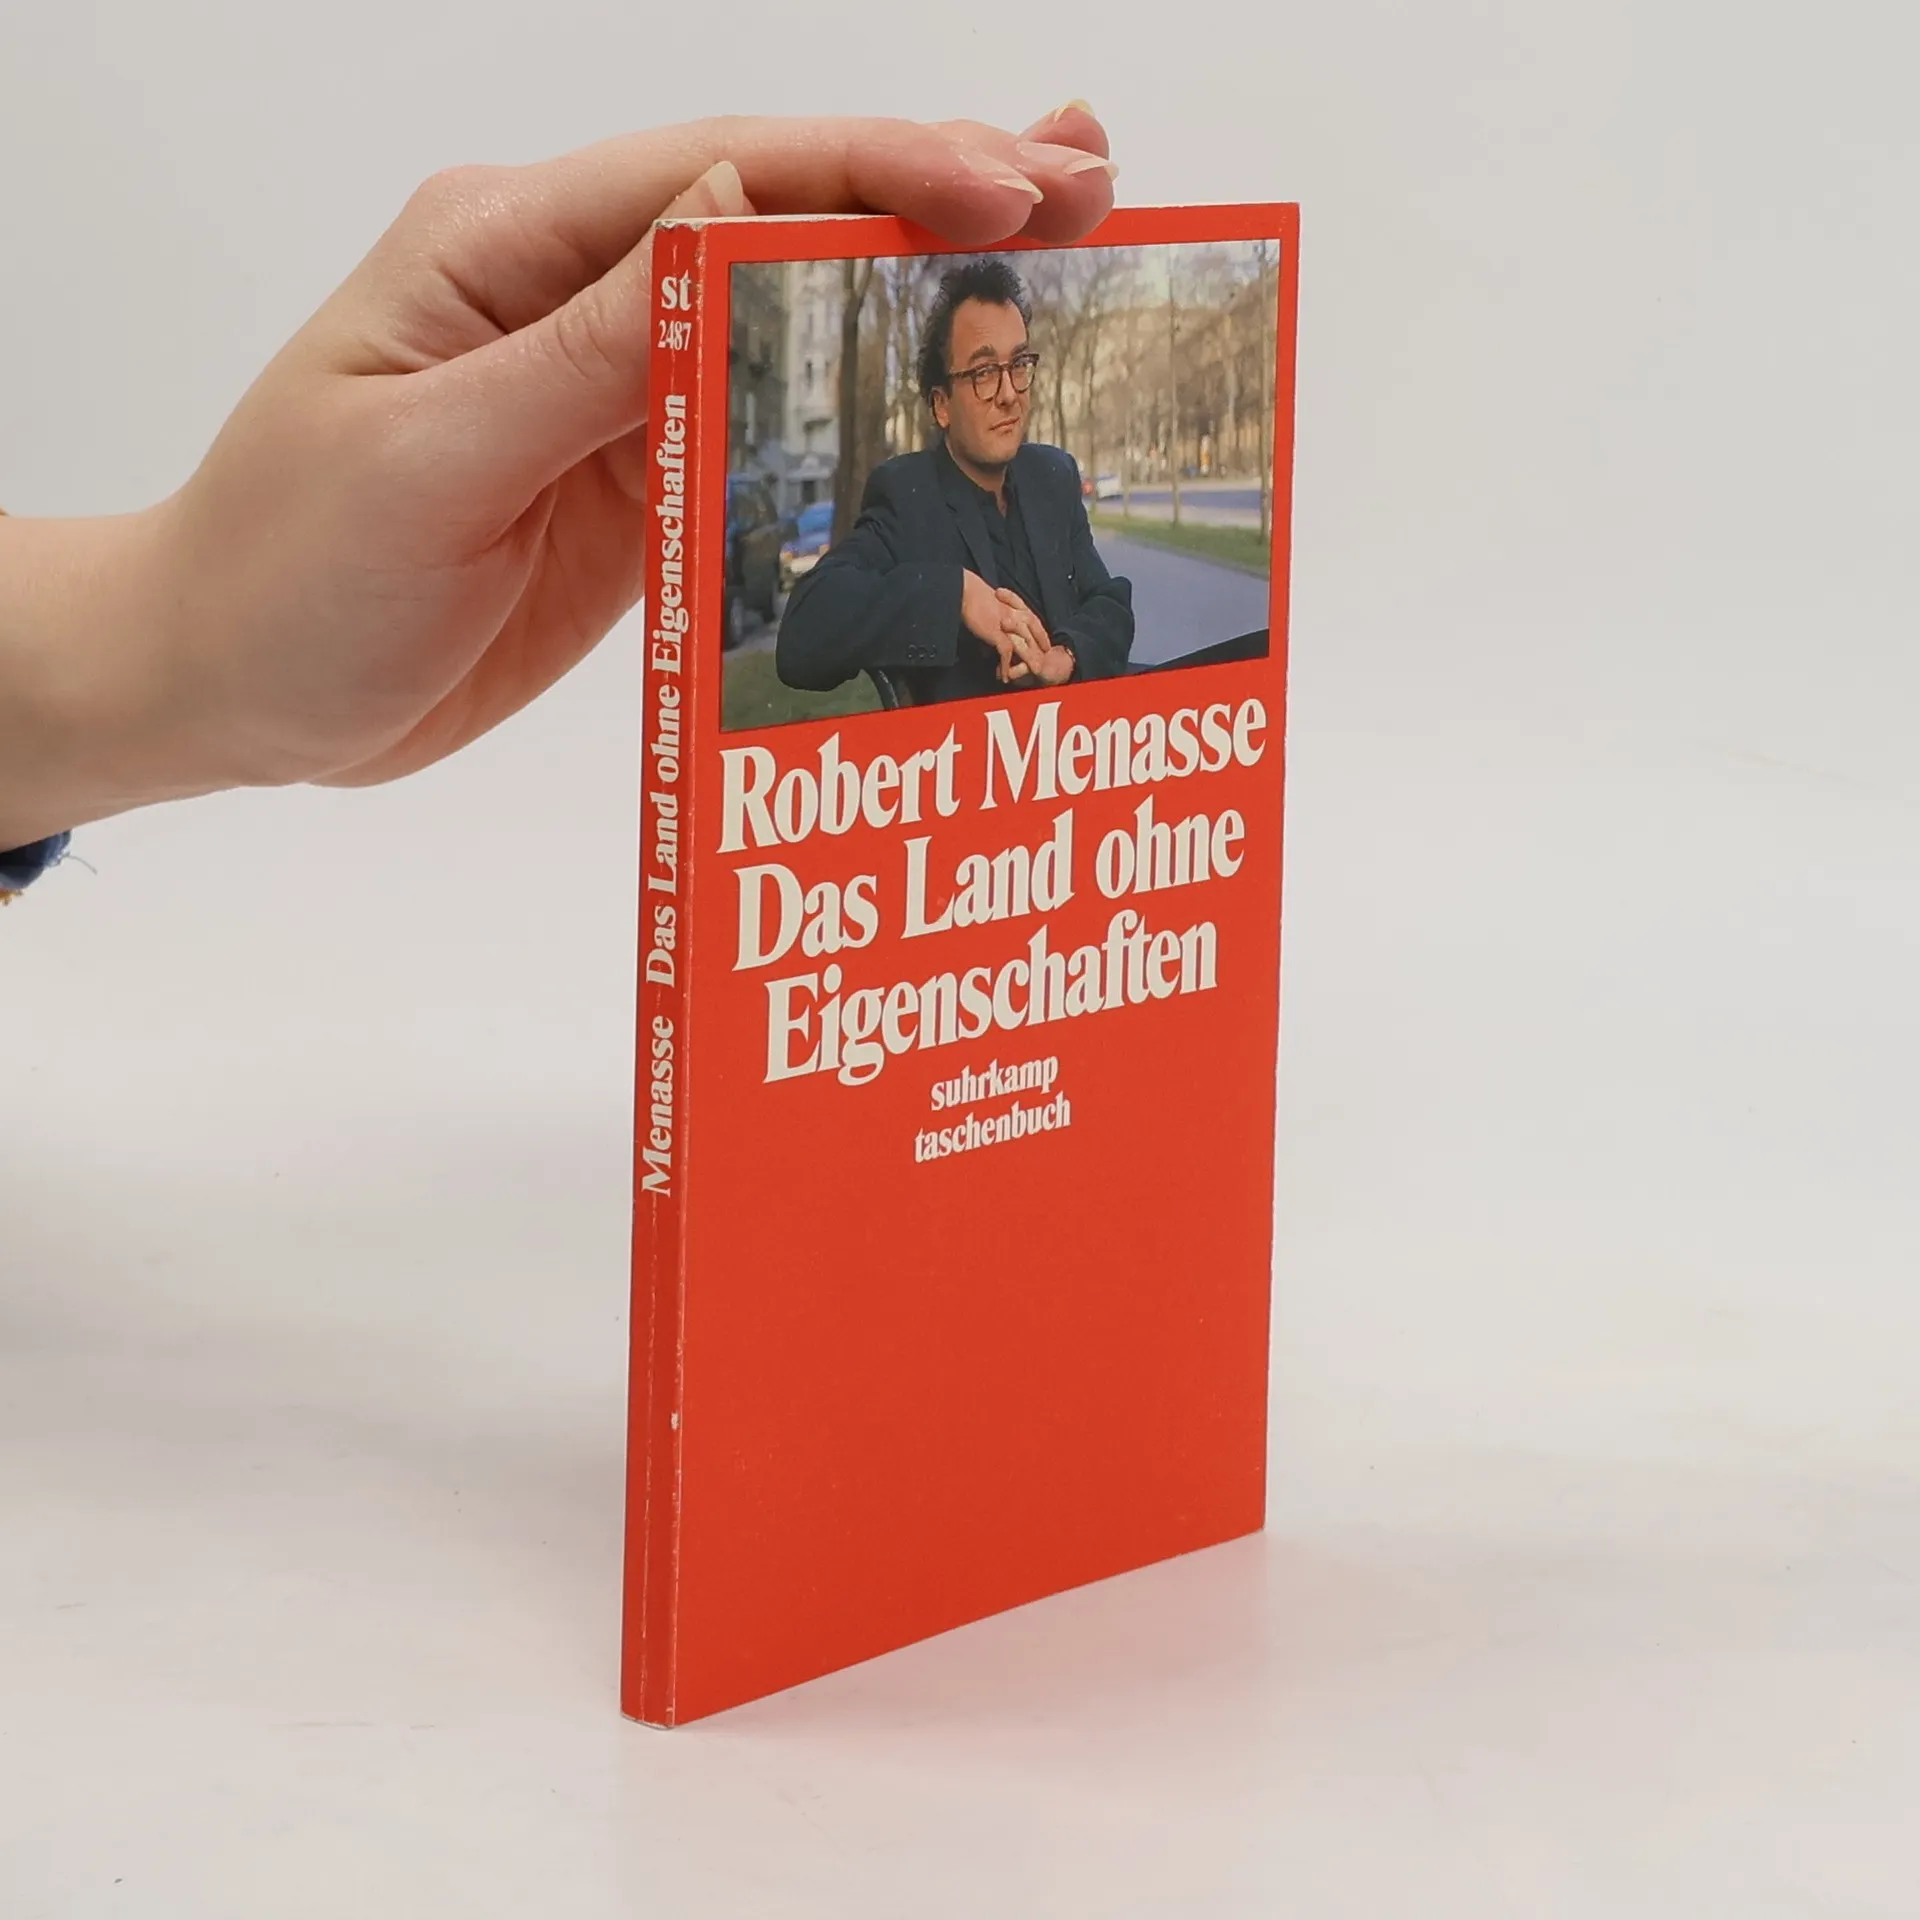 st
2487
Menasse Das Land ohne Eigenschaften
Robert Menasse
Das Land ohne
Eigenschaften
suhrkamp
taschenbuch